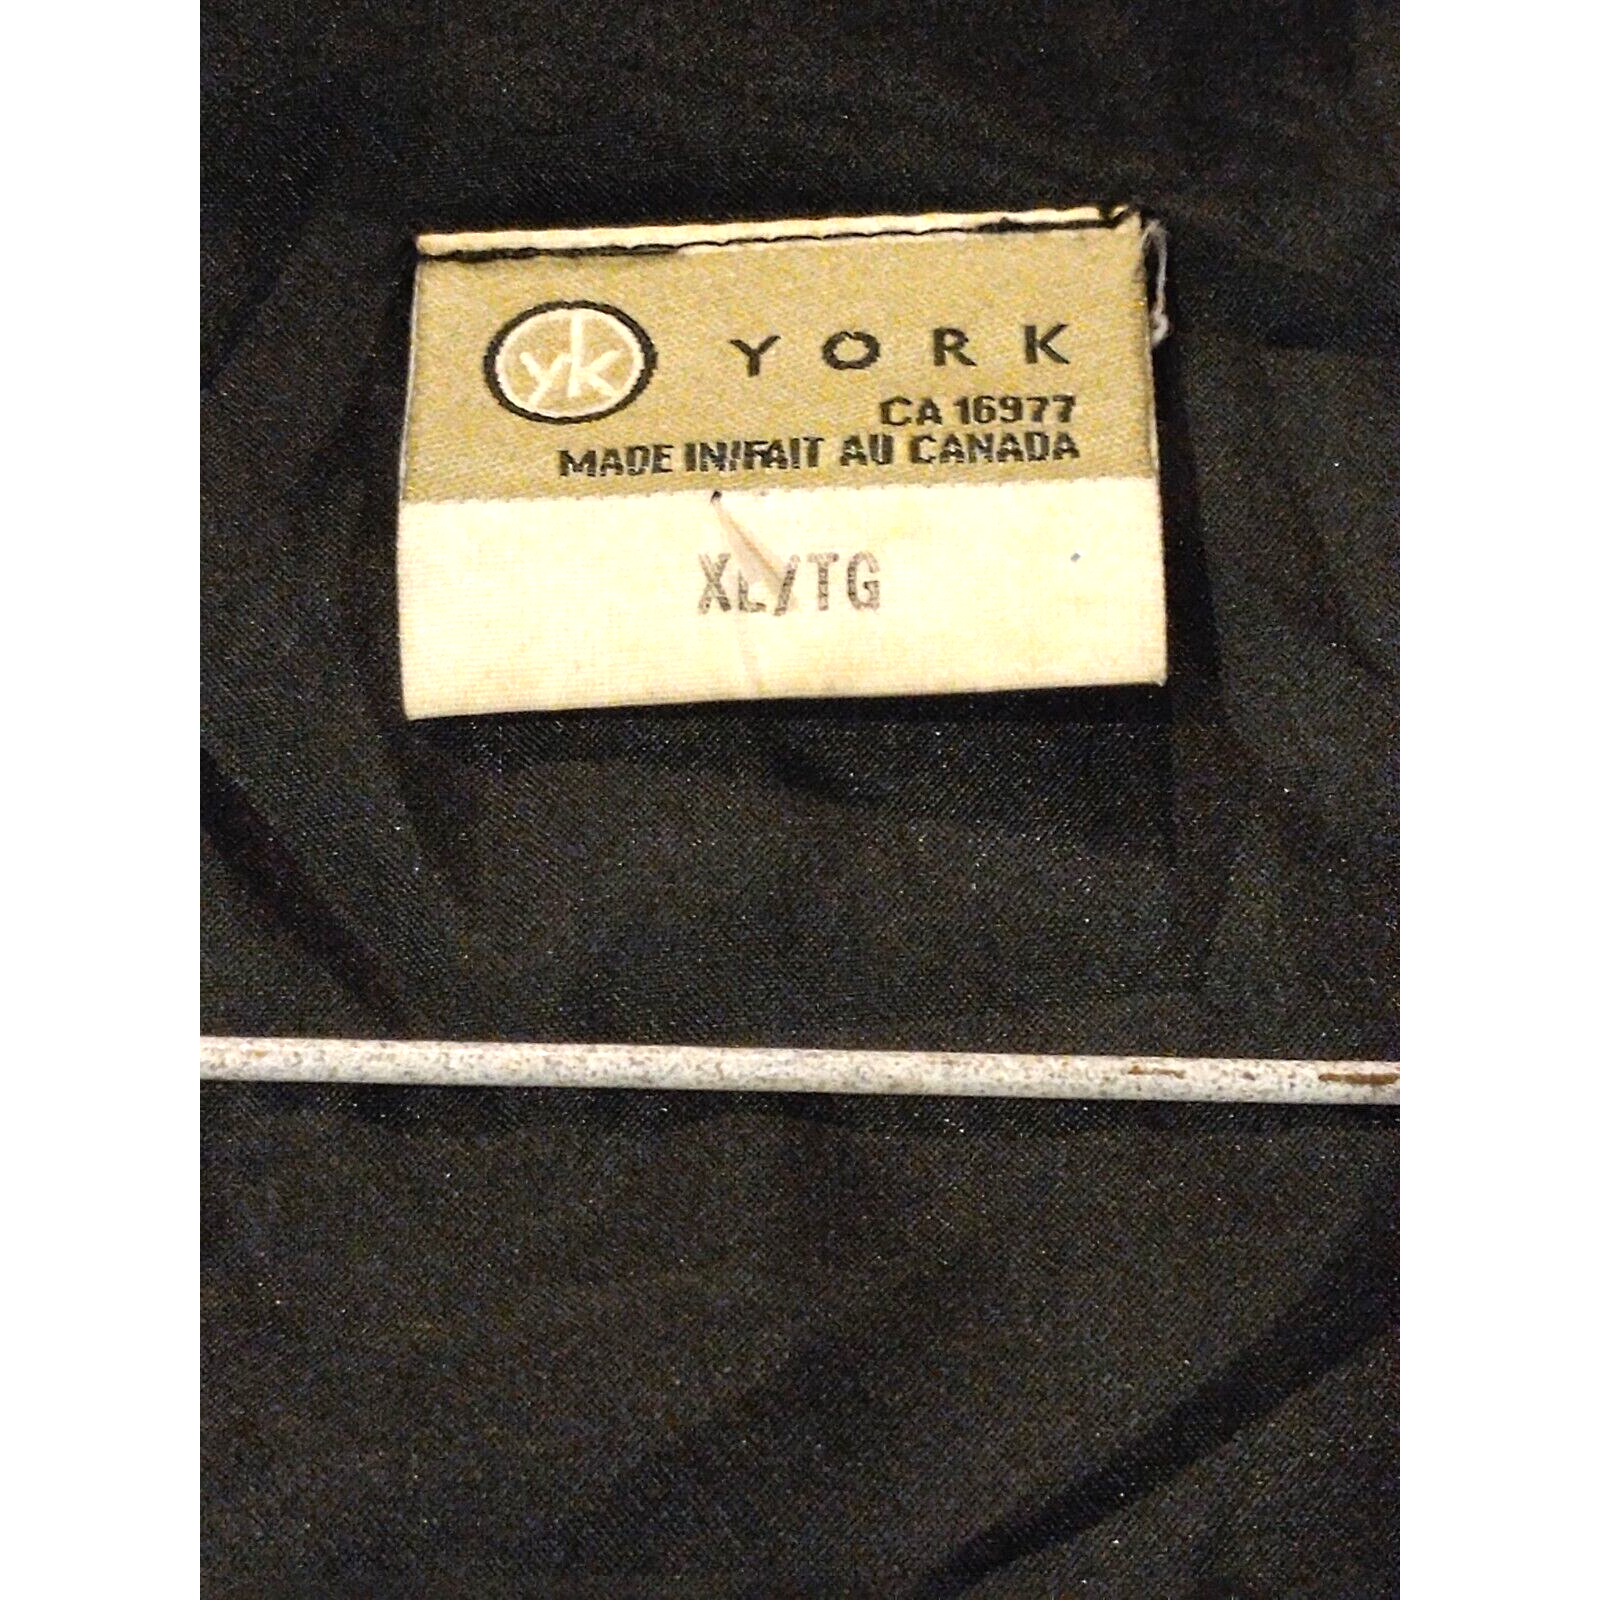 yk YORK
CA 16977
MADE IN/FAIT AU CANADA
XL/TG